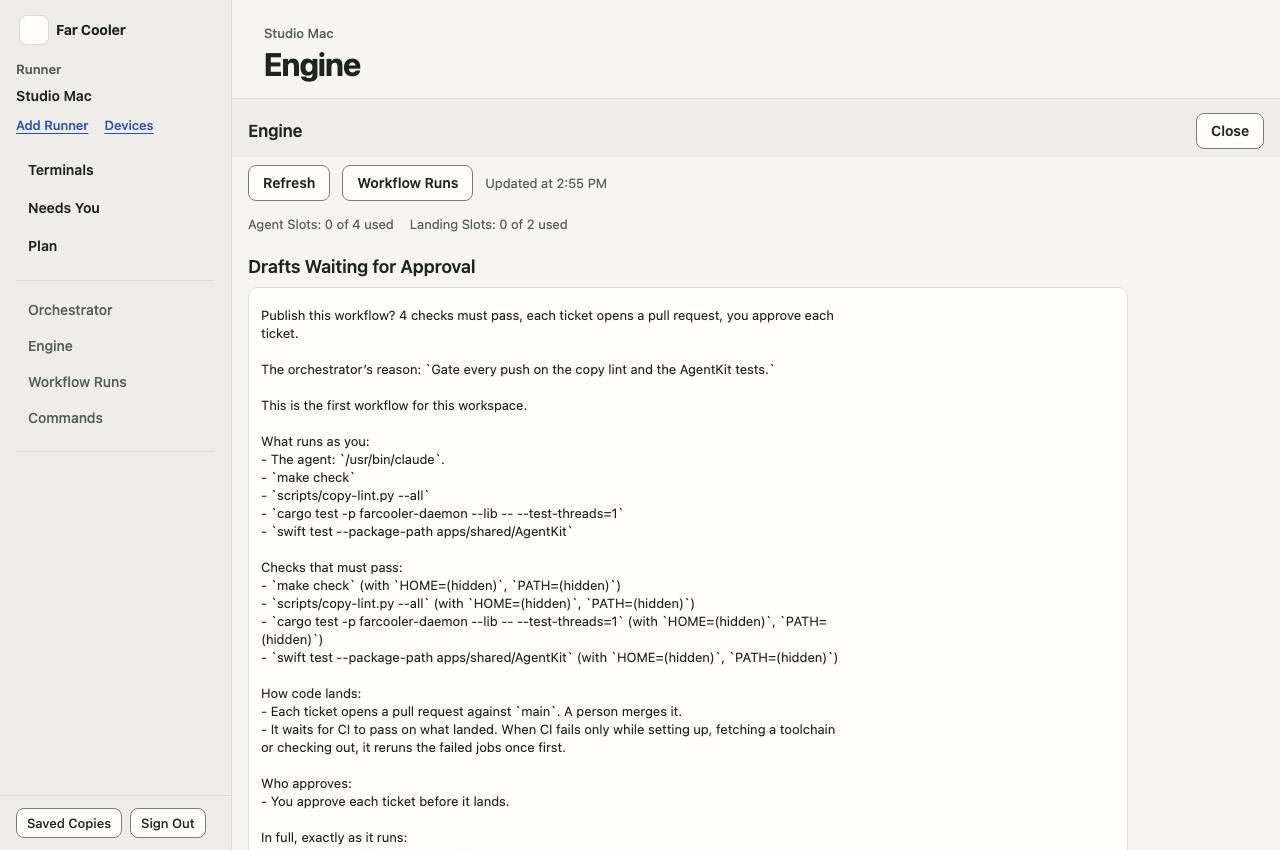 Far Cooler
Runner
Studio Mac
Add Runner
Devices
Terminals
Needs You
Plan
Orchestrator
Engine
Workflow Runs
Commands
Saved Copies
Sign Out
Studio Mac
Engine
Engine
Close
Refresh
Workflow Runs
Updated at 2:55 PM
Agent Slots: 0 of 4 used
Landing Slots: 0 of 2 used
Drafts Waiting for Approval
Publish this workflow? 4 checks must pass, each ticket opens a pull request, you approve each
ticket.
The orchestrator’s reason: `Gate every push on the copy lint and the AgentKit tests.`
This is the first workflow for this workspace.
What runs as you:
- The agent: `/usr/bin/claude`.
- `make check`
- `scripts/copy-lint.py --all`
- `cargo test -p farcooler-daemon --lib -- --test-threads=1`
- `swift test --package-path apps/shared/AgentKit`
Checks that must pass:
- `make check` (with `HOME=(hidden)`, `PATH=(hidden)`)
- `scripts/copy-lint.py --all` (with `HOME=(hidden)`, `PATH=(hidden)`)
- `cargo test -p farcooler-daemon --lib -- --test-threads=1` (with `HOME=(hidden)`, `PATH=
(hidden)`)
- `swift test --package-path apps/shared/AgentKit` (with `HOME=(hidden)`, `PATH=(hidden)`)
How code lands:
- Each ticket opens a pull request against `main`. A person merges it.
- It waits for CI to pass on what landed. When CI fails only while setting up, fetching a toolchain
or checking out, it reruns the failed jobs once first.
Who approves:
- You approve each ticket before it lands.
In full, exactly as it runs: